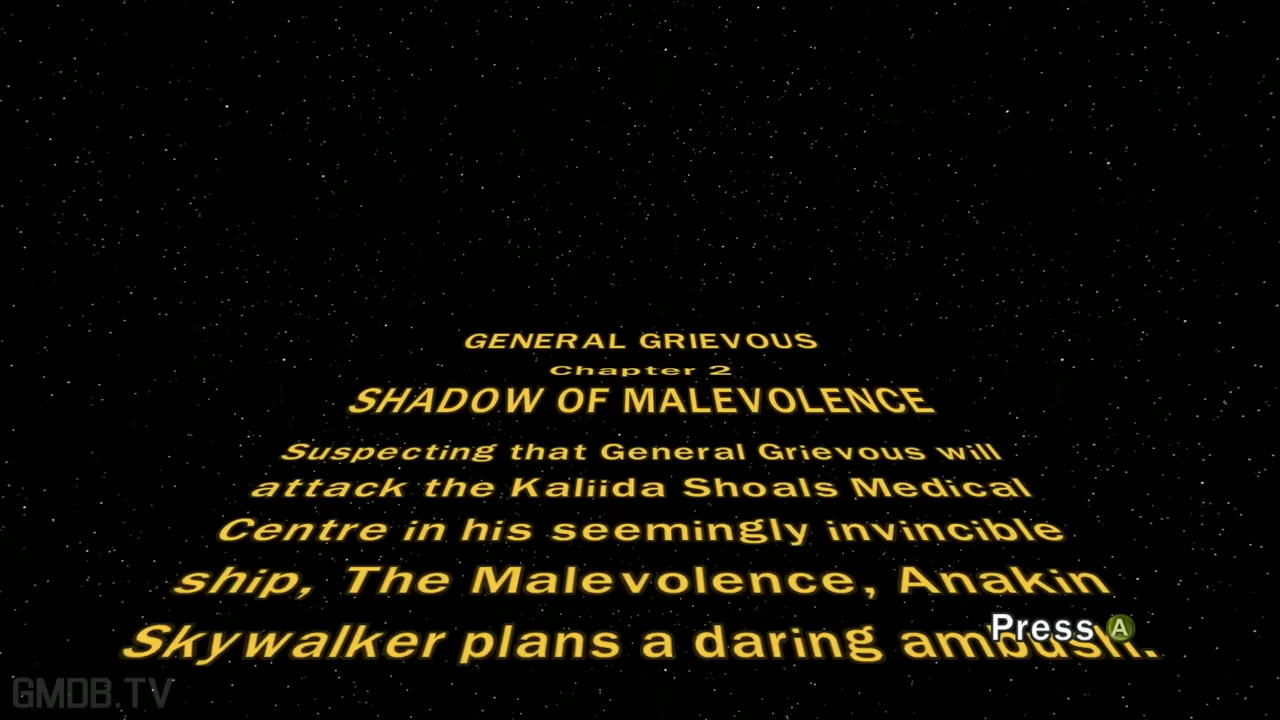 GENERAL GRIEVOUS
Chapter 2
SHADOW OF MALEVOLENCE
Suspecting that General Grievous will
attack the Kaliida Shoals Medical
Centre in his seemingly invincible
ship, The Malevolence, Anakin
Skywalker plans a daring ambush.
Press A
GMDB.TV